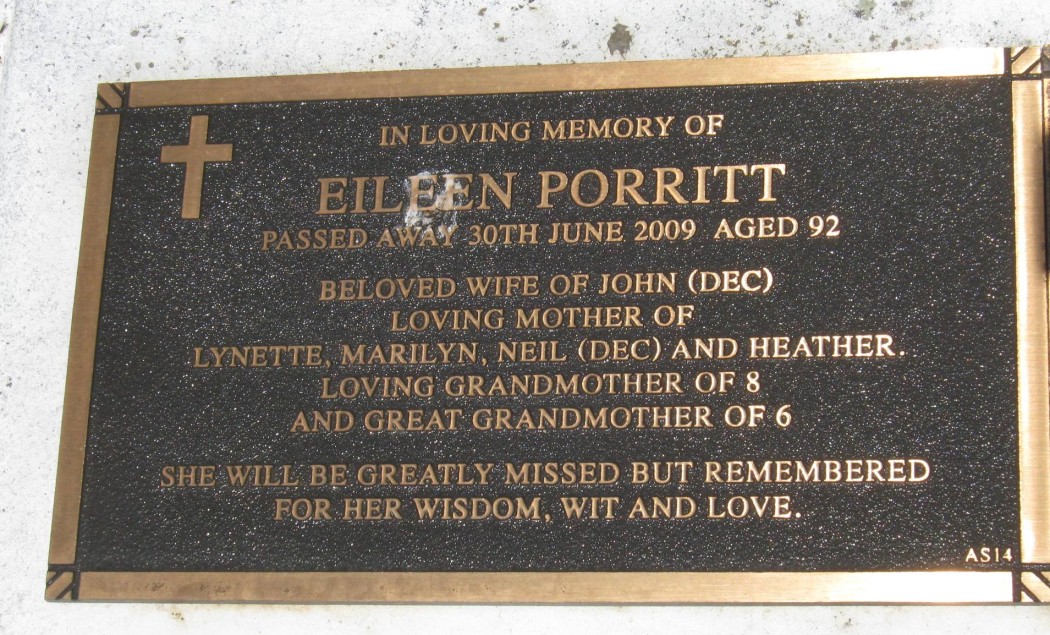 IN LOVING MEMORY OF
EILEEN PORRITT
PASSED AWAY 30TH JUNE 2009 AGED 92
BELOVED WIFE OF JOHN (DEC)
LOVING MOTHER OF
LYNETTE, MARILYN, NEIL (DEC) AND HEATHER.
LOVING GRANDMOTHER OF 8
AND GREAT GRANDMOTHER OF 6
SHE WILL BE GREATLY MISSED BUT REMEMBERED
FOR HER WISDOM, WIT AND LOVE.
AS14